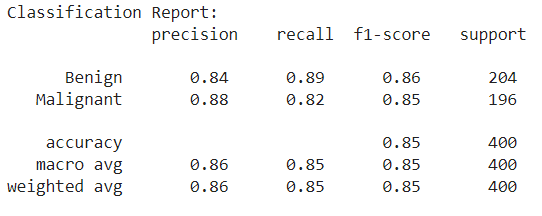 Classification Report:
precision recall f1-score support
Benign 0.84 0.89 0.86 204
Malignant 0.88 0.82 0.85 196
accuracy 0.85 400
macro avg 0.86 0.85 0.85 400
weighted avg 0.86 0.85 0.85 400